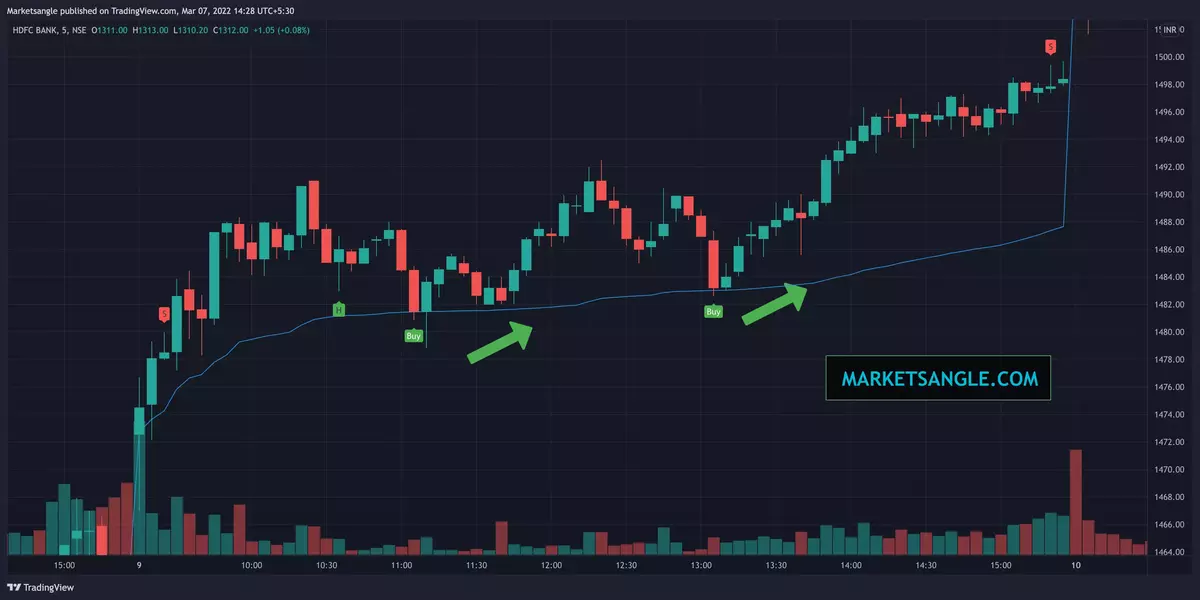 Marketsangle published on TradingView.com, Mar 07, 2022 14:28 UTC+5:30
HDFC BANK, 5, NSE O1311.00 H1313.00 L1310.20 C1312.00 +1.05 (+0.08%)
INR
S
1500.00
1498.00
1496.00
1494.00
1492.00
1490.00
1488.00
1486.00
1484.00
1482.00
1480.00
1478.00
1476.00
1474.00
1472.00
1470.00
1468.00
1466.00
1464.00
S
H
Buy
Buy
MARKETSANGLE.COM
15:00 9 10:00 10:30 11:00 11:30 12:00 12:30 13:00 13:30 14:00 14:30 15:00 10
TradingView